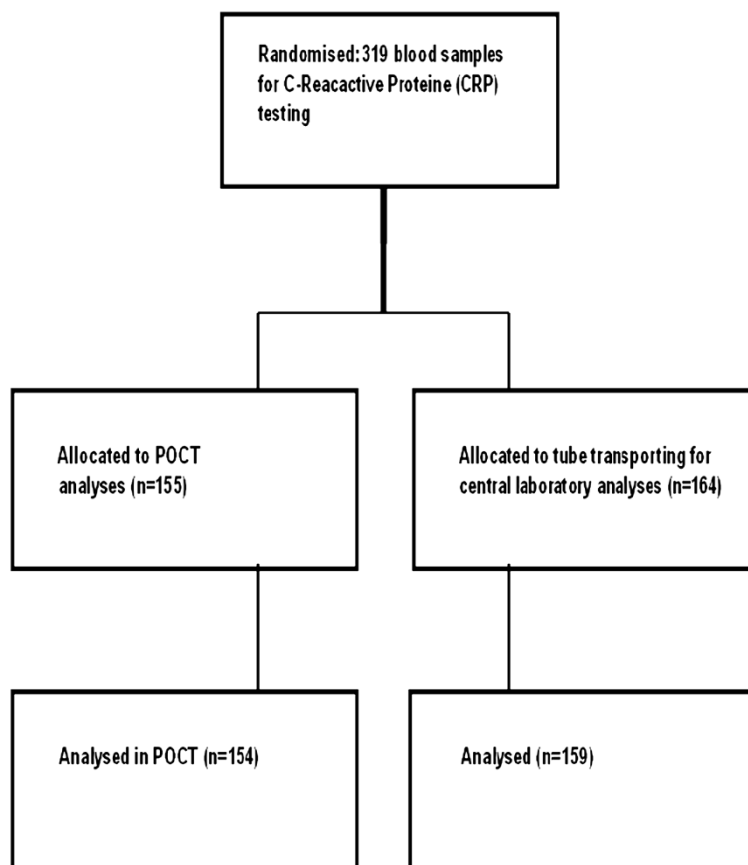 Randomised: 319 blood samples
for C-Reacactive Proteine (CRP)
testing
Allocated to POCT
analyses (n=155)
Allocated to tube transporting for
central laboratory analyses (n=164)
Analysed in POCT (n=154)
Analysed (n=159)